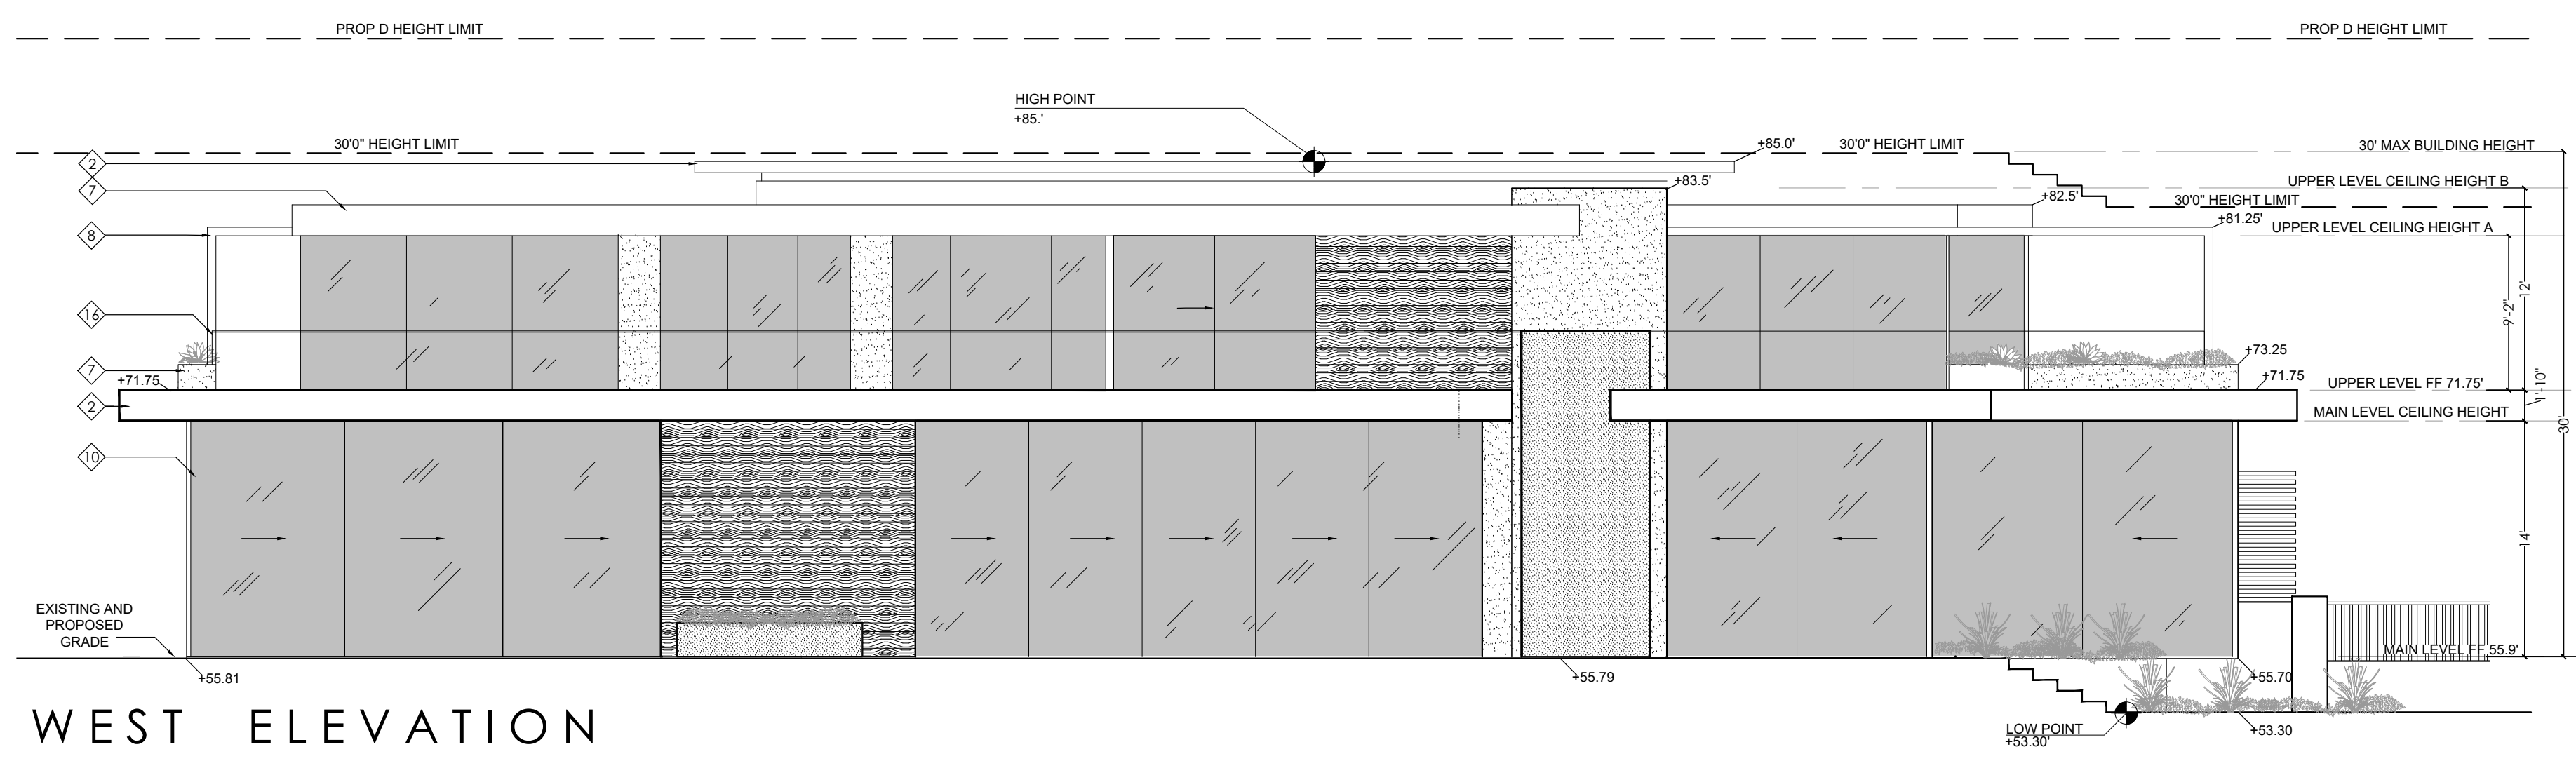 PROP D HEIGHT LIMIT
PROP D HEIGHT LIMIT
HIGH POINT
+85.'
30'0" HEIGHT LIMIT
+85.0'
30'0" HEIGHT LIMIT
30' MAX BUILDING HEIGHT
2
7
+83.5'
UPPER LEVEL CEILING HEIGHT B
+82.5'
30'0" HEIGHT LIMIT
+81.25'
8
UPPER LEVEL CEILING HEIGHT A
12'
9'-2"
16
+73.25
7
+71.75
+71.75
UPPER LEVEL FF 71.75'
1'-10"
2
MAIN LEVEL CEILING HEIGHT
30'
10
14'
EXISTING AND
PROPOSED
GRADE
MAIN LEVEL FF 55.9'
+55.81
+55.79
+55.70
WEST ELEVATION
LOW POINT
+53.30'
+53.30